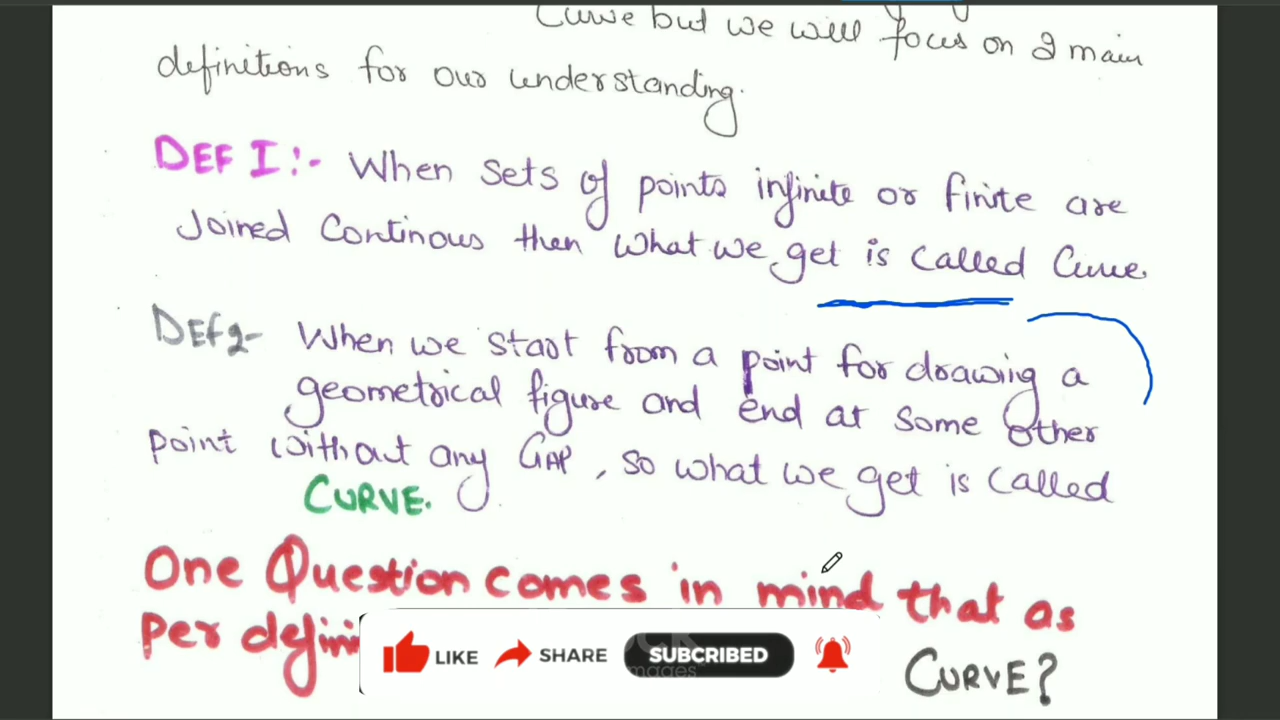 Curve but we will focus on 2 main
definitions for our understanding.
DEF I:- When sets of points infinite or finite are
Joined Continous then what we get is called Curve.
DEf 2- When we start from a point for drawing a
geometrical figure and end at some other
point without any GAP, so what we get is called
CURVE.
One Question comes in mind that as
Per defini
CURVE?
LIKE SHARE SUBCRIBED
images